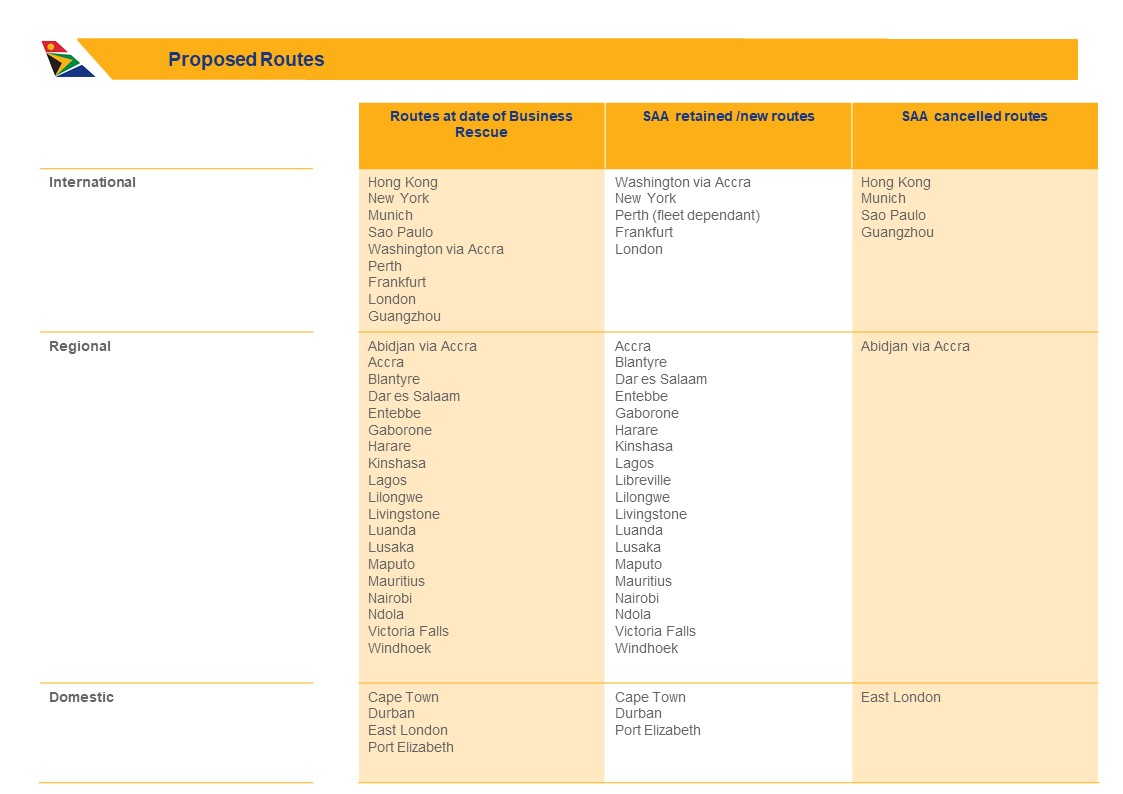 Proposed Routes
Routes at date of Business
Rescue
SAA retained /new routes
SAA cancelled routes
International
Hong Kong
New York
Munich
Sao Paulo
Washington via Accra
Perth
Frankfurt
London
Guangzhou
Washington via Accra
New York
Perth (fleet dependant)
Frankfurt
London
Hong Kong
Munich
Sao Paulo
Guangzhou
Regional
Abidjan via Accra
Accra
Blantyre
Dar es Salaam
Entebbe
Gaborone
Harare
Kinshasa
Lagos
Lilongwe
Livingstone
Luanda
Lusaka
Maputo
Mauritius
Nairobi
Ndola
Victoria Falls
Windhoek
Accra
Blantyre
Dar es Salaam
Entebbe
Gaborone
Harare
Kinshasa
Lagos
Libreville
Lilongwe
Livingstone
Luanda
Lusaka
Maputo
Mauritius
Nairobi
Ndola
Victoria Falls
Windhoek
Abidjan via Accra
Domestic
Cape Town
Durban
East London
Port Elizabeth
Cape Town
Durban
Port Elizabeth
East London